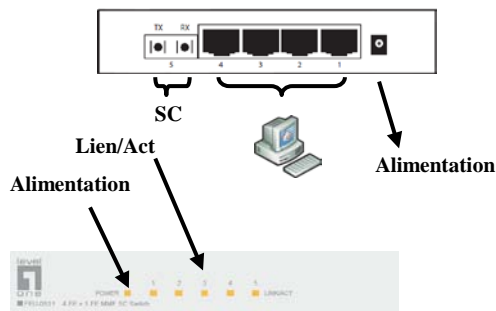 TX RX
5 4 3 2 1
SC
Lien/Act
Alimentation
Alimentation
level
one
1 2 3 4 5
POWER LINK/ACT
4 FE + 1 FE MMF SC Switch